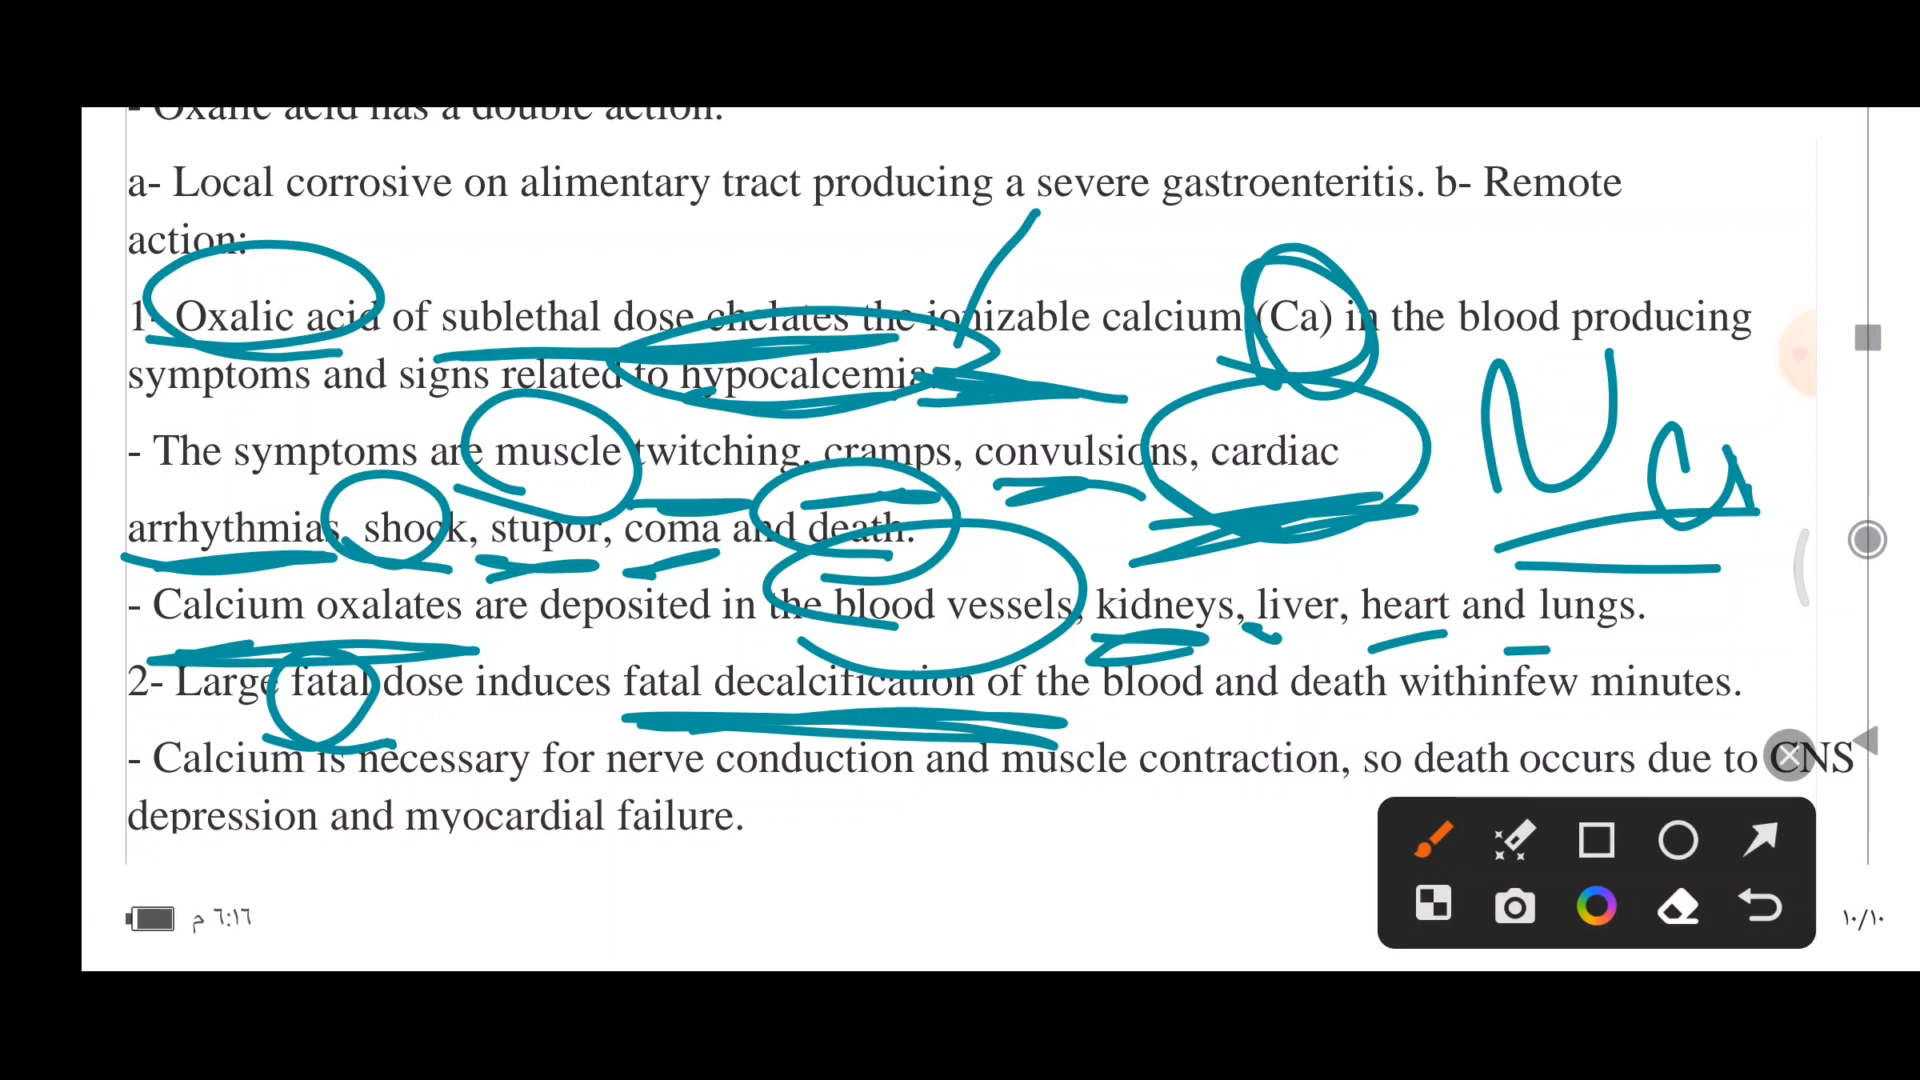 - Oxalic acid has a double action.
a- Local corrosive on alimentary tract producing a severe gastroenteritis. b- Remote
action:
1- Oxalic acid of sublethal dose chelates the ionizable calcium (Ca) in the blood producing
symptoms and signs related to hypocalcemia.
- The symptoms are muscle twitching, cramps, convulsions, cardiac
arrhythmias, shock, stupor, coma and death.
- Calcium oxalates are deposited in the blood vessels, kidneys, liver, heart and lungs.
2- Large fatal dose induces fatal decalcification of the blood and death withinfew minutes.
- Calcium is necessary for nerve conduction and muscle contraction, so death occurs due to CNS
depression and myocardial failure.
٦:١٦ م
١٠/١٠